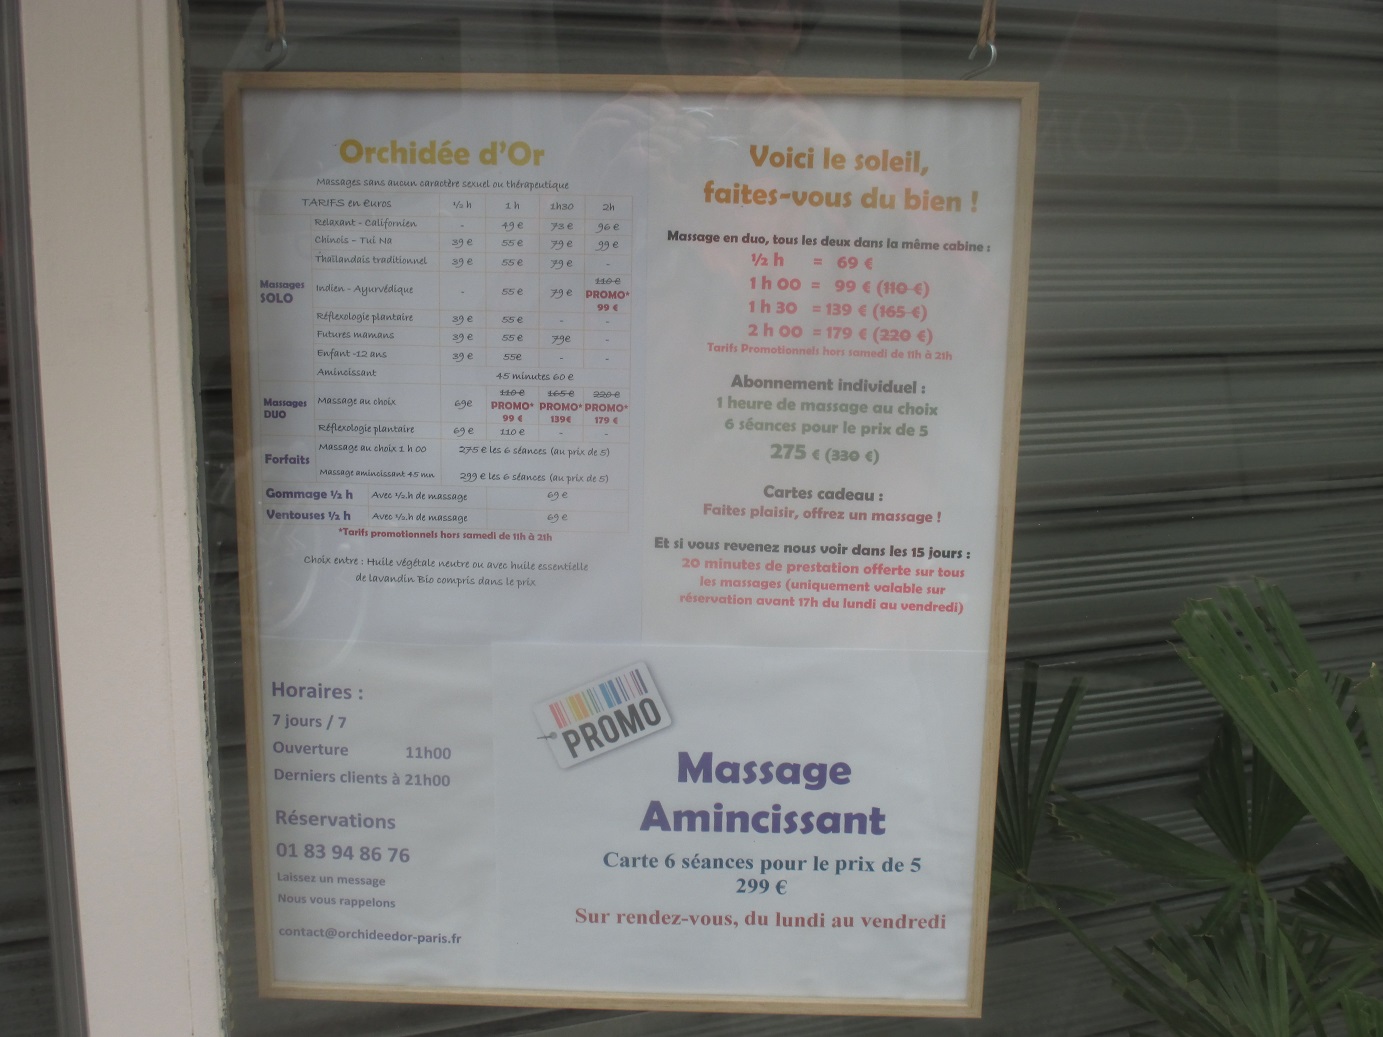 Orchidée d'Or
Massages sans aucun caractère sexuel ou thérapeutique
TARIFS en euros ½ h 1 h 1h30 2h
Massages SOLO
Relaxant - Californien - 49 € 73 € 96 €
Chinois - Tui Na 39 € 55 € 79 € 99 €
Thaïlandais traditionnel 39 € 55 € 79 € -
Indien - Ayurvédique - 55 € 79 € 110 € PROMO* 99 €
Réflexologie plantaire 39 € 55 € - -
Futures mamans 39 € 55 € 79€ -
Enfant -12 ans 39 € 55€ - -
Amincissant 45 minutes 60 €
Massages DUO
110 € 165 € 220 €
Massage au choix 69€ PROMO* PROMO* PROMO*
99 € 139€ 179 €
Réflexologie plantaire 69 € 110 € - -
Forfaits
Massage au choix 1 h 00 275 € les 6 séances (au prix de 5)
Massage amincissant 45 mn 299 € les 6 séances (au prix de 5)
Gommage ½ h Avec ½ h de massage 69 €
Ventouses ½ h Avec ½ h de massage 69 €
*Tarifs promotionnels hors samedi de 11h à 21h
Choix entre : Huile végétale neutre ou avec huile essentielle
de lavandin Bio compris dans le prix
Voici le soleil,
faites-vous du bien !
Massage en duo, tous les deux dans la même cabine :
½ h = 69 €
1 h 00 = 99 € (110 €)
1 h 30 = 139 € (165 €)
2 h 00 = 179 € (220 €)
Tarifs Promotionnels hors samedi de 11h à 21h
Abonnement individuel :
1 heure de massage au choix
6 séances pour le prix de 5
275 € (330 €)
Cartes cadeau :
Faites plaisir, offrez un massage !
Et si vous revenez nous voir dans les 15 jours :
20 minutes de prestation offerte sur tous
les massages (uniquement valable sur
réservation avant 17h du lundi au vendredi)
Horaires :
7 jours / 7
Ouverture 11h00
Derniers clients à 21h00
Réservations
01 83 94 86 76
Laissez un message
Nous vous rappelons
contact@orchideedor-paris.fr
PROMO
Massage
Amincissant
Carte 6 séances pour le prix de 5
299 €
Sur rendez-vous, du lundi au vendredi